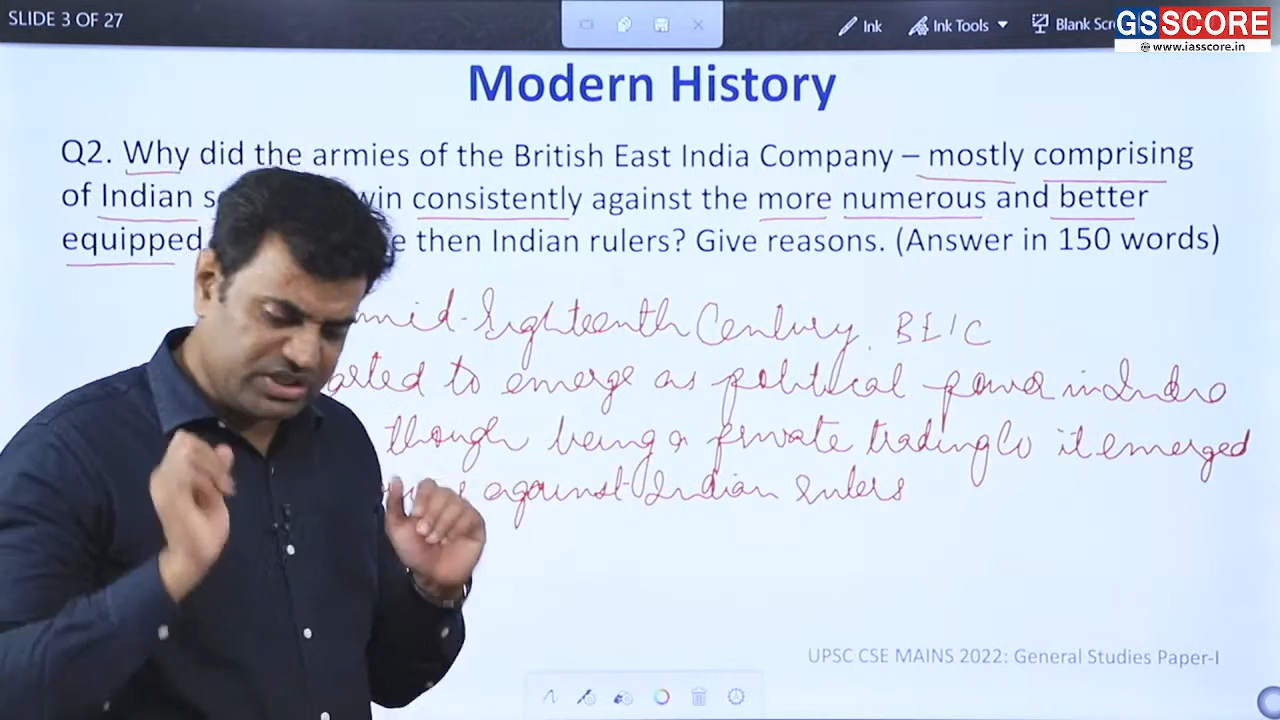 SLIDE 3 OF 27
Ink
Ink Tools
Blank Scr
GSSCORE
www.iasscore.in
Modern History
Q2. Why did the armies of the British East India Company – mostly comprising
of Indian win consistently against the more numerous and better
equipped then Indian rulers? Give reasons. (Answer in 150 words)
mid-Eighteenth Century, BEIC
to emerge as political power in India
though being a private trading Co it emerged
against Indian rulers
UPSC CSE MAINS 2022: General Studies Paper-I